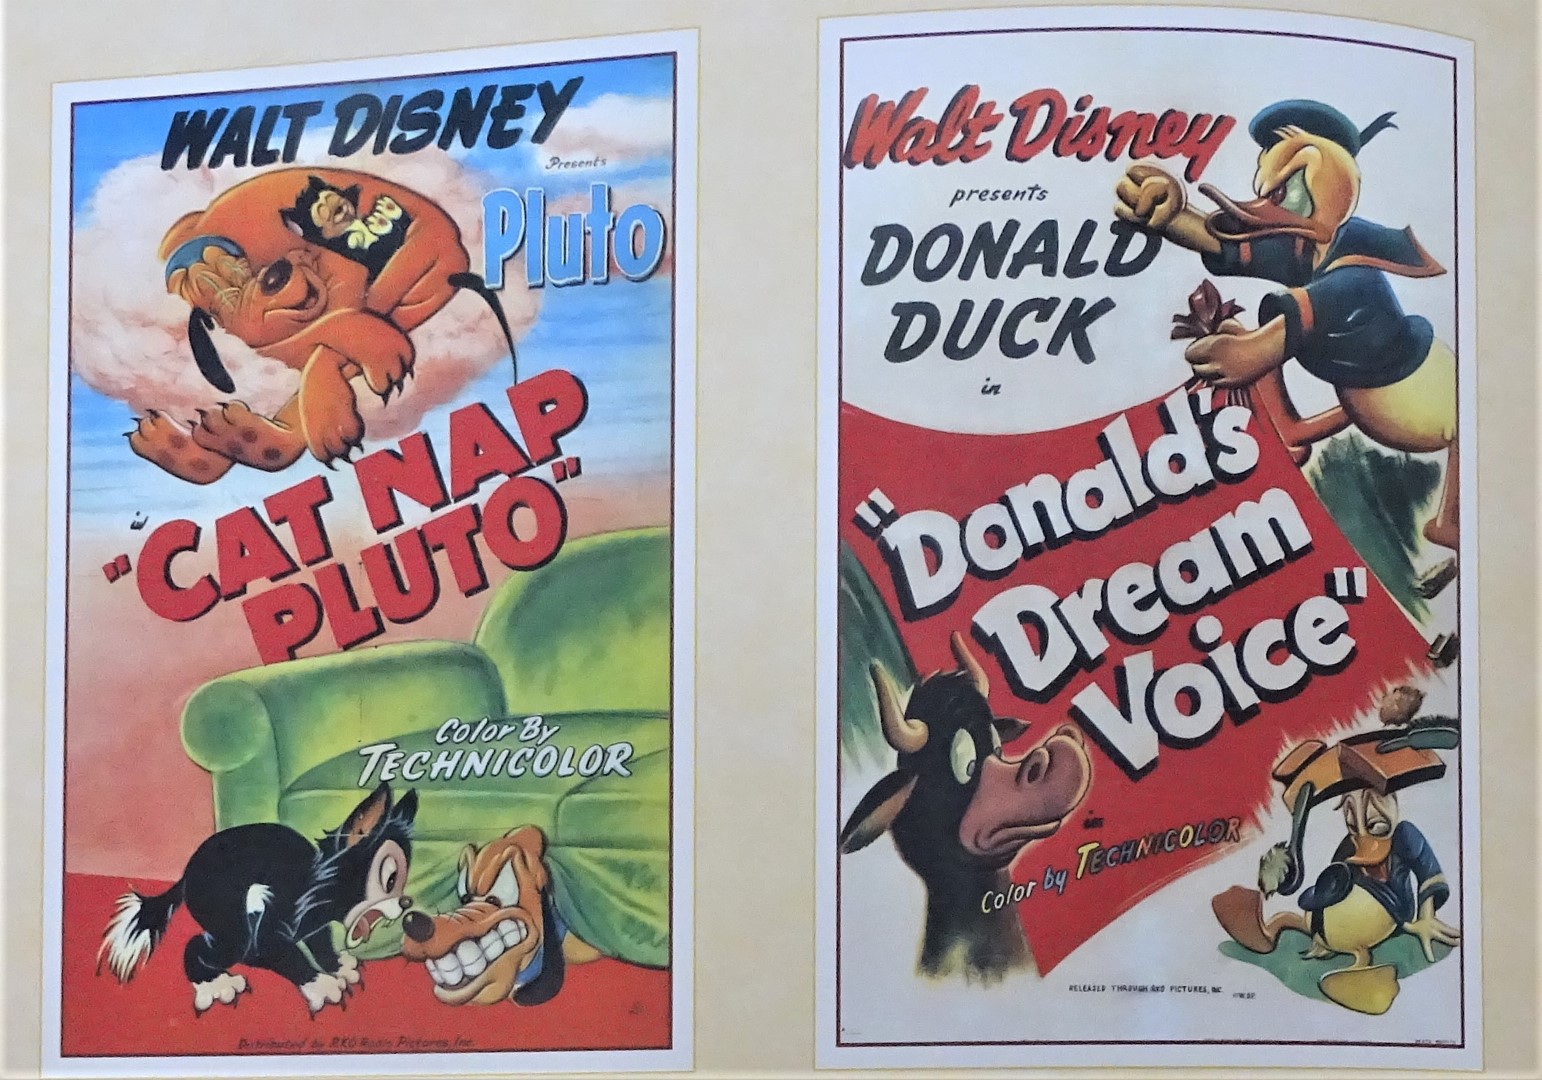 WALT DISNEY
Presents
Pluto
in
"CAT NAP
PLUTO"
Color By
TECHNICOLOR
Distributed by RKO Radio Pictures, Inc.
Walt Disney
presents
DONALD
DUCK
in
"Donald's
Dream
Voice"
in
Color by TECHNICOLOR
RELEASED THROUGH RKO PICTURES, INC.